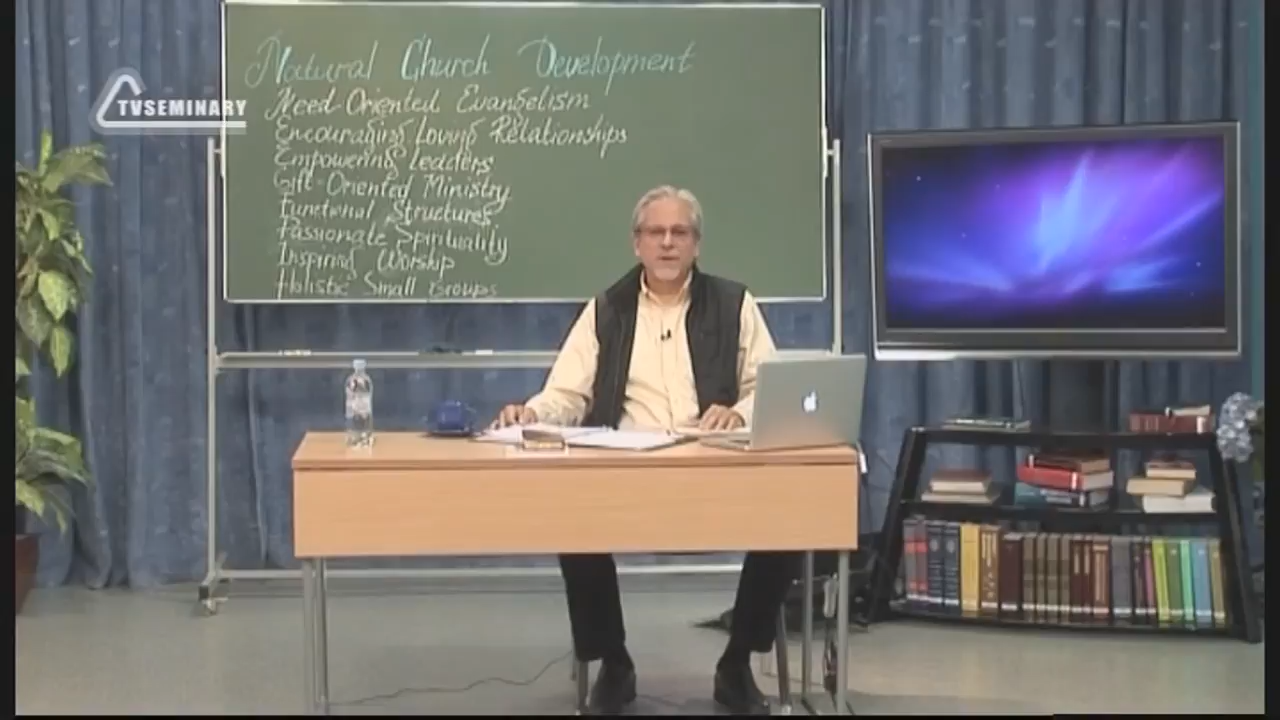 Natural Church Development
TVSEMINARY
Need-Oriented Evangelism
Encouraging Loving Relationships
Empowering Leaders
Gift-Oriented Ministry
Functional Structures
Passionate Spirituality
Inspiring Worship
Holistic Small Groups